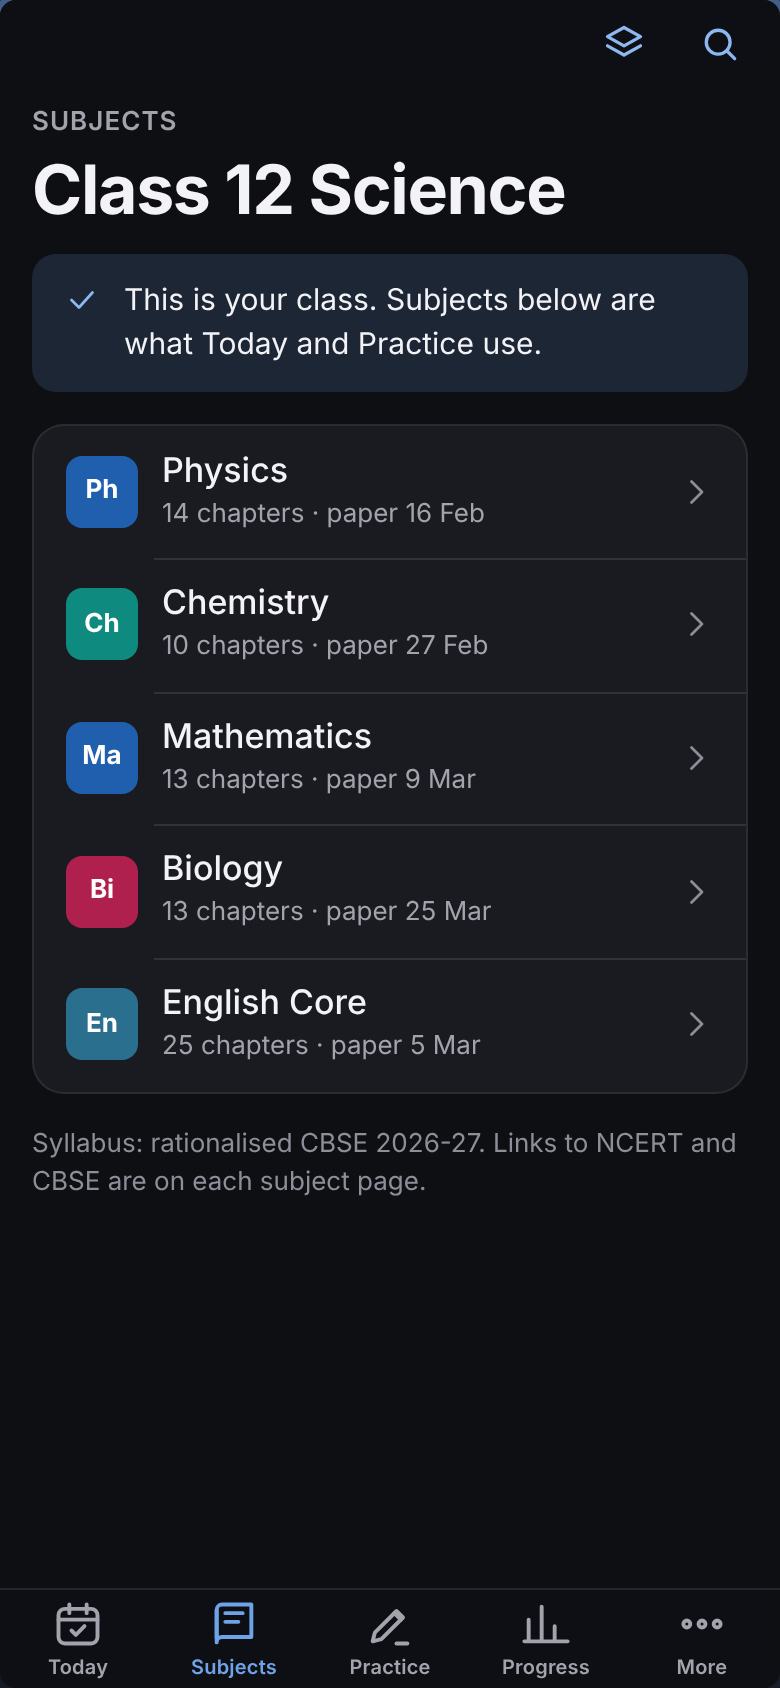 SUBJECTS
Class 12 Science
This is your class. Subjects below are
what Today and Practice use.
Ph
Physics
14 chapters · paper 16 Feb
Ch
Chemistry
10 chapters · paper 27 Feb
Ma
Mathematics
13 chapters · paper 9 Mar
Bi
Biology
13 chapters · paper 25 Mar
En
English Core
25 chapters · paper 5 Mar
Syllabus: rationalised CBSE 2026-27. Links to NCERT and
CBSE are on each subject page.
Today Subjects Practice Progress More